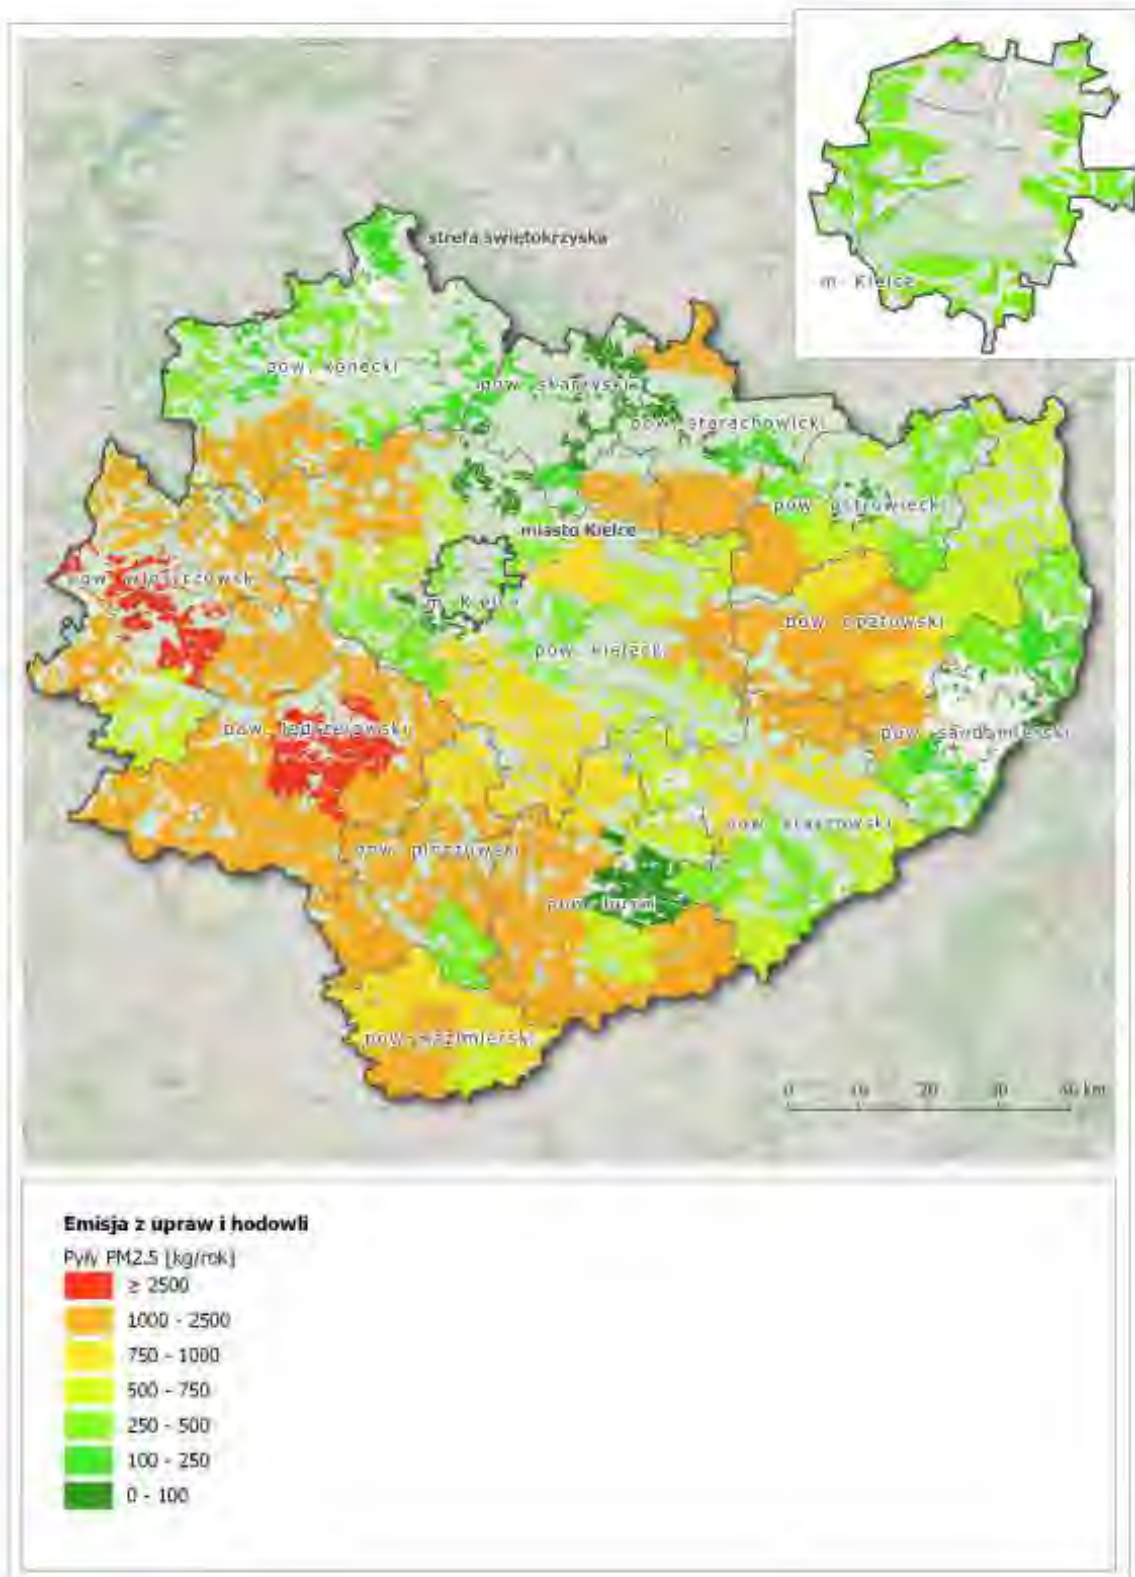 strefa świętokrzyska
m. Kielce
pow. konecki
pow. skarżyski
pow. starachowicki
pow. ostrowiecki
miasto Kielce
pow. włoszczowski
m. Kielce
pow. opatowski
pow. kielecki
pow. jędrzejowski
pow. sandomierski
pow. staszowski
pow. pińczowski
pow. buski
pow. kazimierski
0 10 20 30 40 km
Emisja z upraw i hodowli
Pyły PM2.5 [kg/rok]
≥ 2500
1000 - 2500
750 - 1000
500 - 750
250 - 500
100 - 250
0 - 100